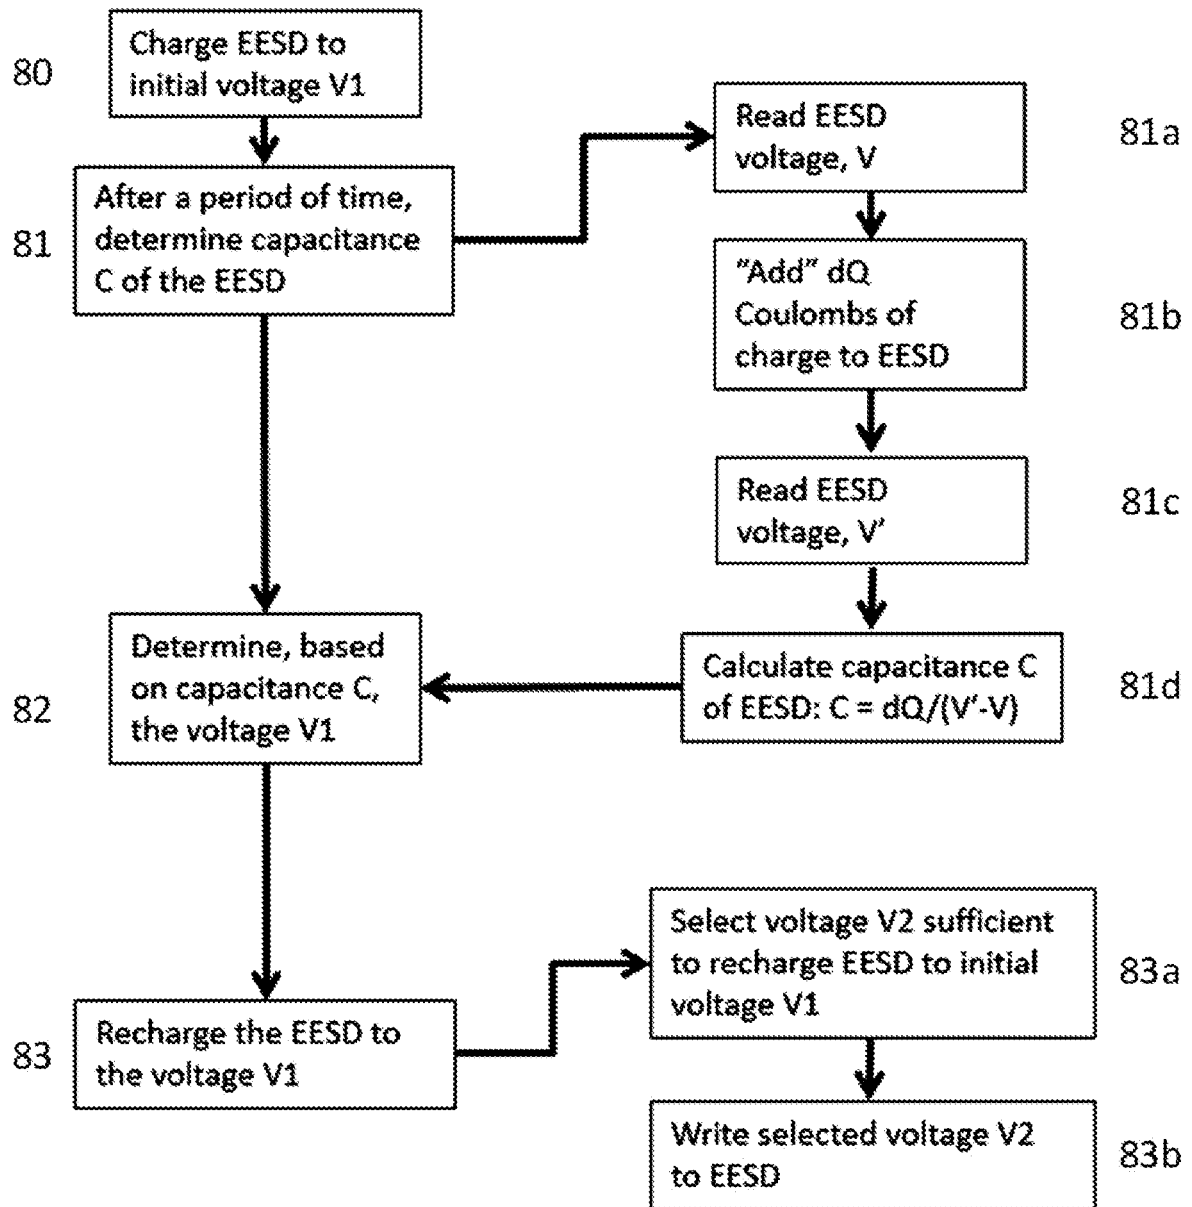 80
Charge EESD to
initial voltage V1
81
After a period of time,
determine capacitance
C of the EESD
Read EESD
voltage, V
81a
"Add" dQ
Coulombs of
charge to EESD
81b
Read EESD
voltage, V'
81c
Calculate capacitance C
of EESD: C = dQ/(V'-V)
81d
82
Determine, based
on capacitance C,
the voltage V1
83
Recharge the EESD to
the voltage V1
Select voltage V2 sufficient
to recharge EESD to initial
voltage V1
83a
Write selected voltage V2
to EESD
83b